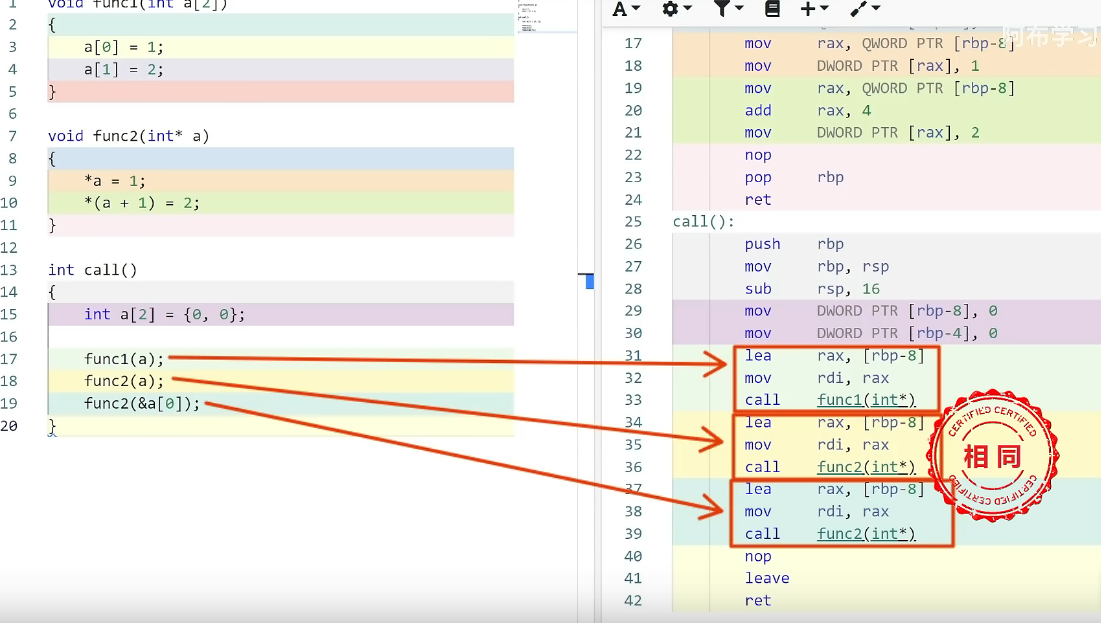 1 void func1(int a[2])
2 {
3 a[0] = 1;
4 a[1] = 2;
5 }
6
7 void func2(int* a)
8 {
9 *a = 1;
10 *(a + 1) = 2;
11 }
12
13 int call()
14 {
15 int a[2] = {0, 0};
16
17 func1(a);
18 func2(a);
19 func2(&a[0]);
20 }
A
阿布学习
17 mov rax, QWORD PTR [rbp-8]
18 mov DWORD PTR [rax], 1
19 mov rax, QWORD PTR [rbp-8]
20 add rax, 4
21 mov DWORD PTR [rax], 2
22 nop
23 pop rbp
24 ret
25 call():
26 push rbp
27 mov rbp, rsp
28 sub rsp, 16
29 mov DWORD PTR [rbp-8], 0
30 mov DWORD PTR [rbp-4], 0
31 lea rax, [rbp-8]
32 mov rdi, rax
33 call func1(int*)
34 lea rax, [rbp-8]
35 mov rdi, rax
36 call func2(int*)
37 lea rax, [rbp-8]
38 mov rdi, rax
39 call func2(int*)
40 nop
41 leave
42 ret
CERTIFIED CERTIFIED
相同
CERTIFIED CERTIFIED